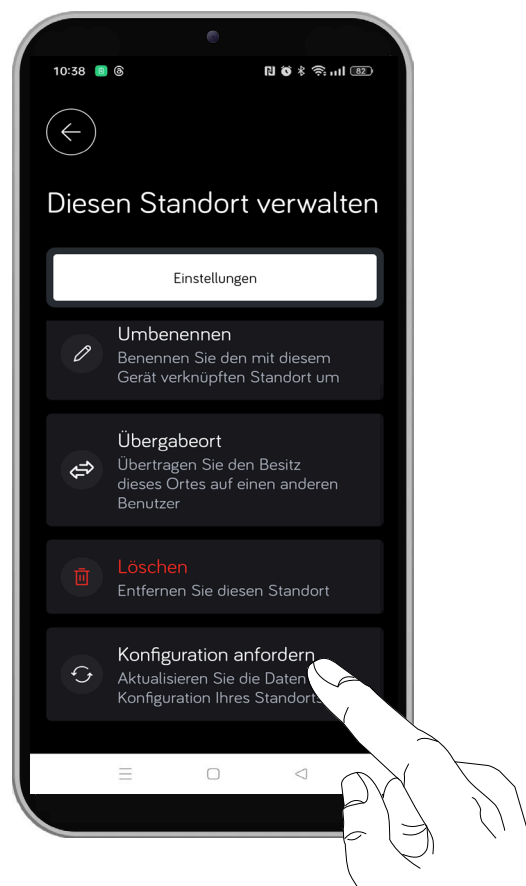 10:38
82
Diesen Standort verwalten
Einstellungen
Umbenennen
Benennen Sie den mit diesem
Gerät verknüpften Standort um
Übergabeort
Übertragen Sie den Besitz
dieses Ortes auf einen anderen
Benutzer
Löschen
Entfernen Sie diesen Standort
Konfiguration anfordern
Aktualisieren Sie die Daten
Konfiguration Ihres Standorts